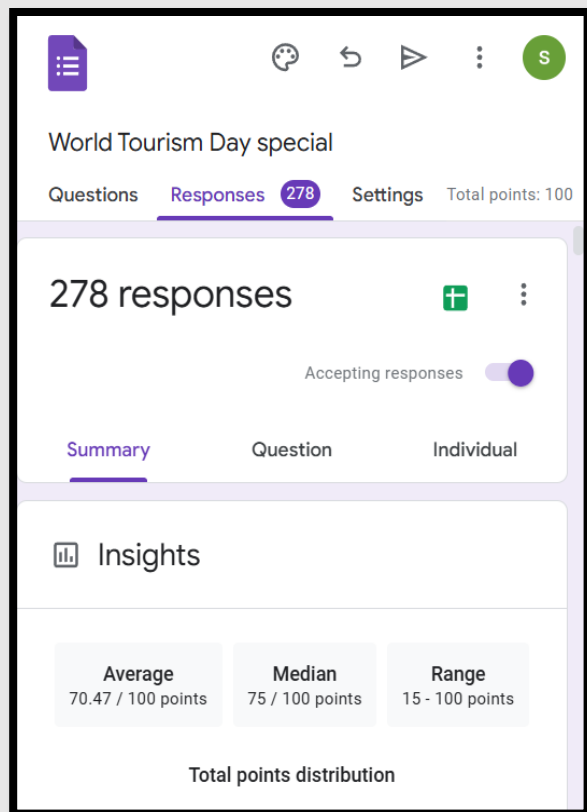 S
World Tourism Day special
Questions Responses 278 Settings Total points: 100
278 responses
Accepting responses
Summary Question Individual
Insights
Average Median Range
70.47 / 100 points 75 / 100 points 15 - 100 points
Total points distribution